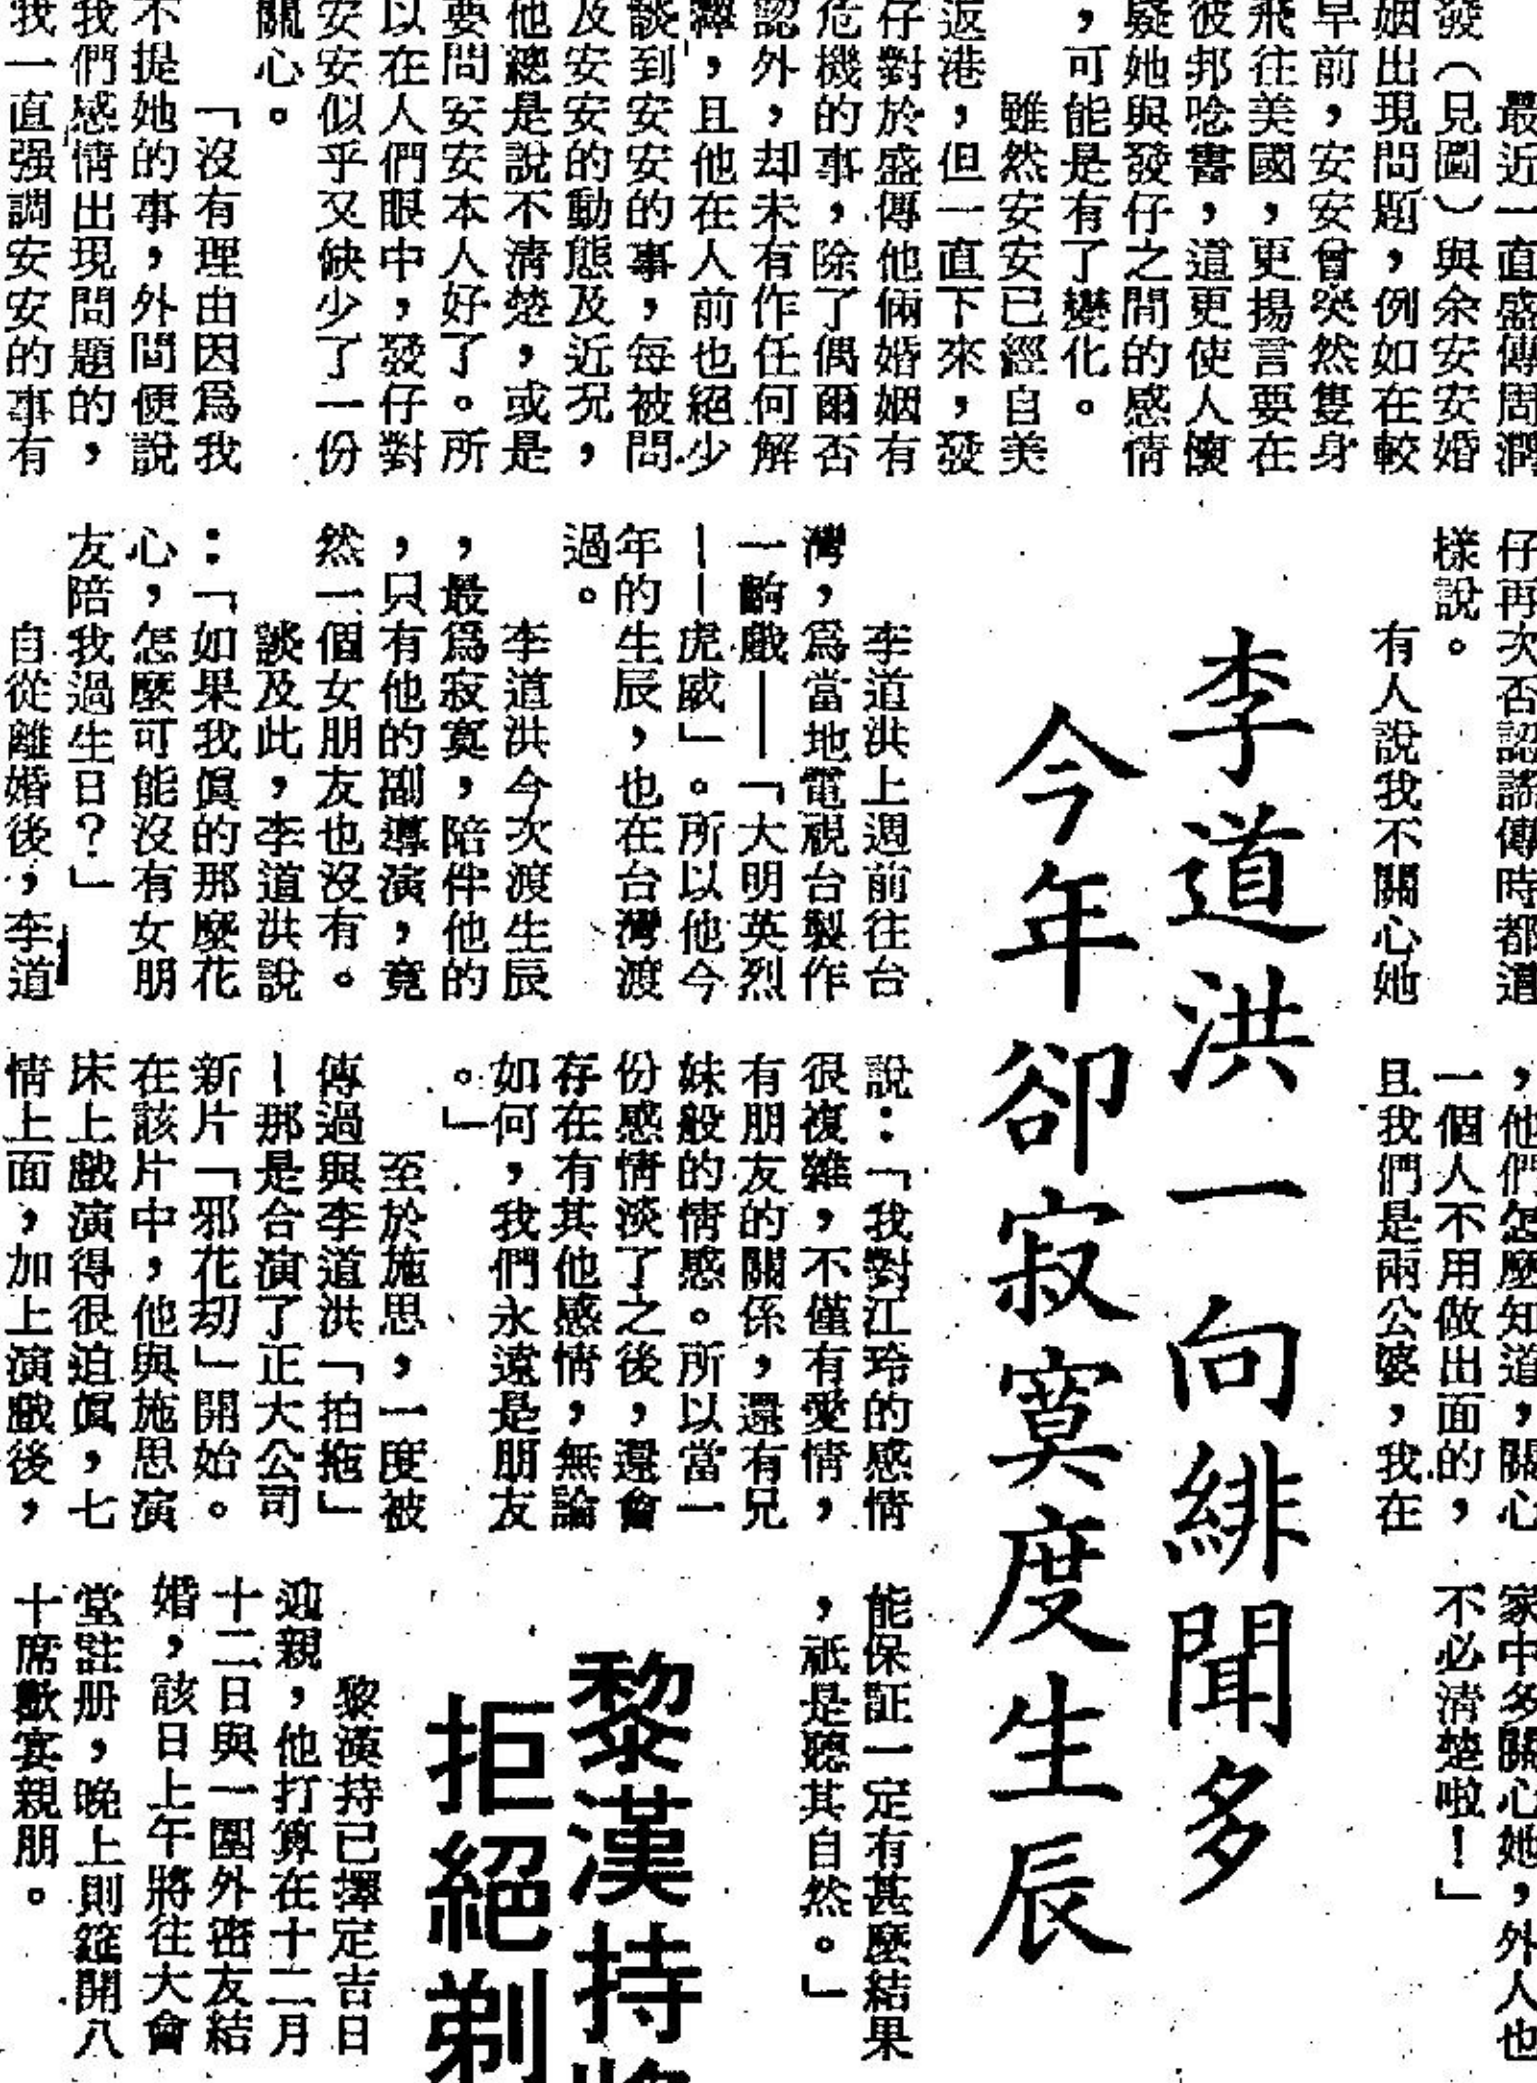 最近一直盛傳周潤
發（見圖）與余安安婚
姻出現問題，例如在較
早前，安安曾突然隻身
飛往美國，更揚言要在
彼邦唸書，這更使人懷
疑她與發仔之間的感情
，可能是有了變化。
雖然安安已經自美
返港，但一直下來，發
仔對於盛傳他倆婚姻有
危機的事，除了偶爾否
認外，却未有作任何解
釋，且他在人前也絕少
談到安安的事，每被問
及安安的動態及近況，
他總是說不清楚，或是
要問安安本人好了。所
以在人們眼中，發仔對
安安似乎又缺少了一份
關心。
「沒有理由因爲我
不提她的事，外間便說
我們感情出現問題的，
我一直强調安安的事有
仔再次否認謠傳時都這
樣說。
有人說我不關心她
，他們怎麼知道，關心
一個人不用做出面的，
且我們是兩公婆，我在
家中多關心她，外人也
不必清楚啦！」
李道洪一向緋聞多
今年卻寂寞度生辰
李道洪上週前往台
灣，爲當地電視台製作
一齣戲——「大明英烈
——虎威」。所以他今
年的生辰，也在台灣渡
過。
李道洪今次渡生辰
，最爲寂寞，陪伴他的
，只有他的副導演，竟
然一個女朋友也沒有。
談及此，李道洪說
：「如果我眞的那麼花
心，怎麼可能沒有女朋
友陪我過生日？」
自從離婚後，李道
說：「我對江玲的感情
很複雜，不僅有愛情，
有朋友的關係，還有兄
妹般的情感。所以當一
份感情淡了之後，還會
存在有其他感情，無論
如何，我們永遠是朋友
。」
至於施思，一度被
傳過與李道洪「拍拖」
－那是合演了正大公司
新片「邪花刧」開始。
在該片中，他與施思演
床上戲演得很迫眞，七
情上面，加上演戲後，
能保証一定有甚麼結果
，祇是聽其自然。」
黎漢持
拒絕剃
黎漢持已擇定吉日
迎親，他打算在十二月
十二日與一圈外密友結
婚，該日上午將往大會
堂註册，晚上則筵開八
十席歡宴親朋。